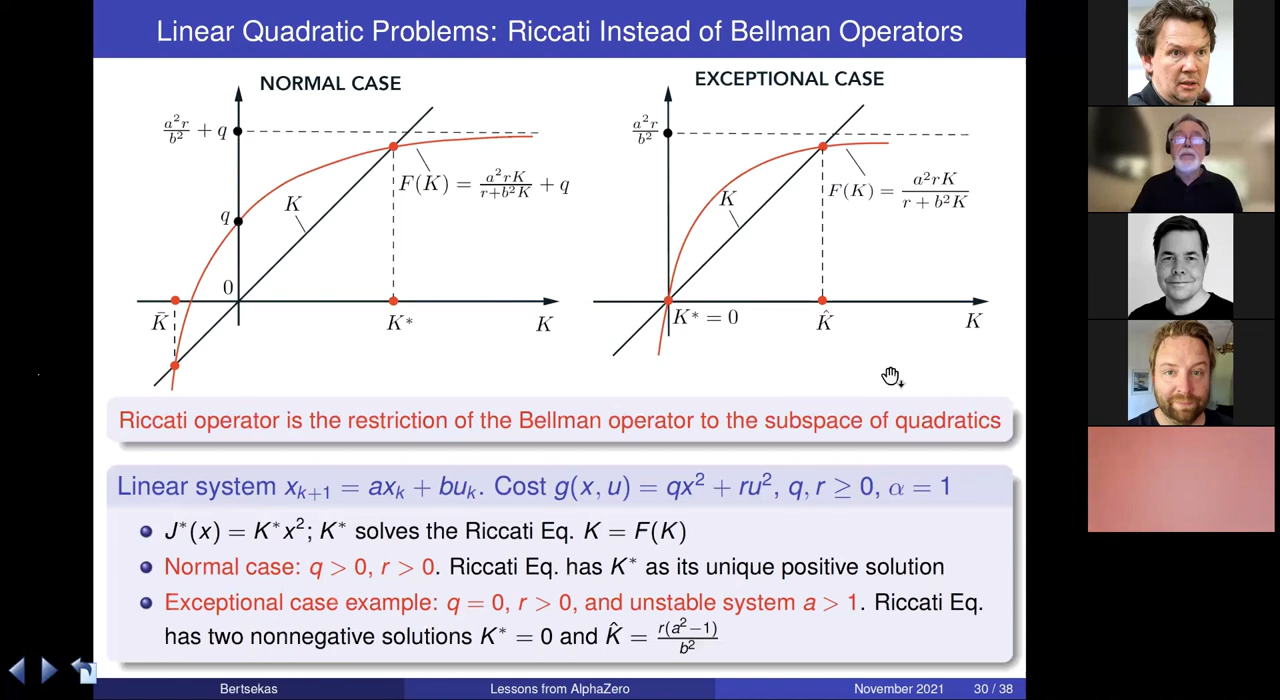 Linear Quadratic Problems: Riccati Instead of Bellman Operators
NORMAL CASE
a²r/b² + q
q
K
F(K) = a²rK/(r+b²K) + q
0
K̄
K*
K
EXCEPTIONAL CASE
a²r/b²
K
F(K) = a²rK/(r + b²K)
K* = 0
K̂
K
Riccati operator is the restriction of the Bellman operator to the subspace of quadratics
Linear system xₖ₊₁ = axₖ + buₖ. Cost g(x, u) = qx² + ru², q, r ≥ 0, α = 1
J*(x) = K*x²; K* solves the Riccati Eq. K = F(K)
Normal case: q > 0, r > 0. Riccati Eq. has K* as its unique positive solution
Exceptional case example: q = 0, r > 0, and unstable system a > 1. Riccati Eq.
has two nonnegative solutions K* = 0 and K̂ = r(a²−1)/b²
Bertsekas
Lessons from AlphaZero
November 2021
30 / 38